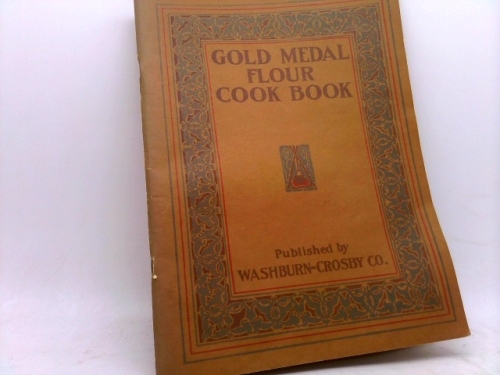 GOLD MEDAL
FLOUR
COOK BOOK
Published by
WASHBURN-CROSBY CO.